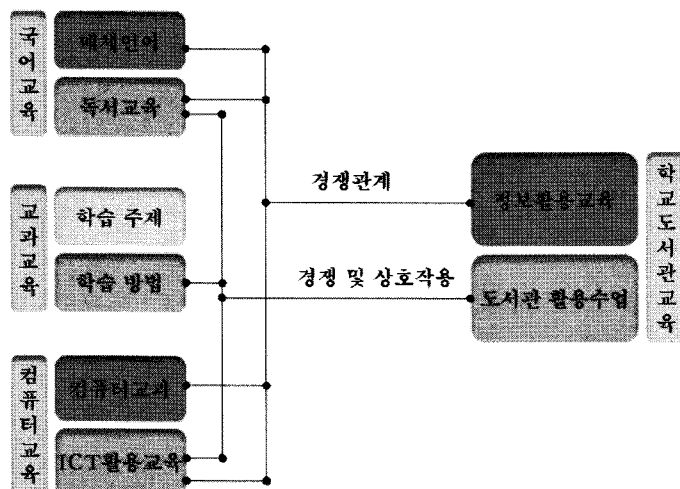 국어교육
매체언어
독서교육
교과교육
학습 주제
학습 방법
컴퓨터교육
컴퓨터교과
ICT활용교육
경쟁관계
경쟁 및 상호작용
정보활용교육
도서관 활용수업
학교도서관교육